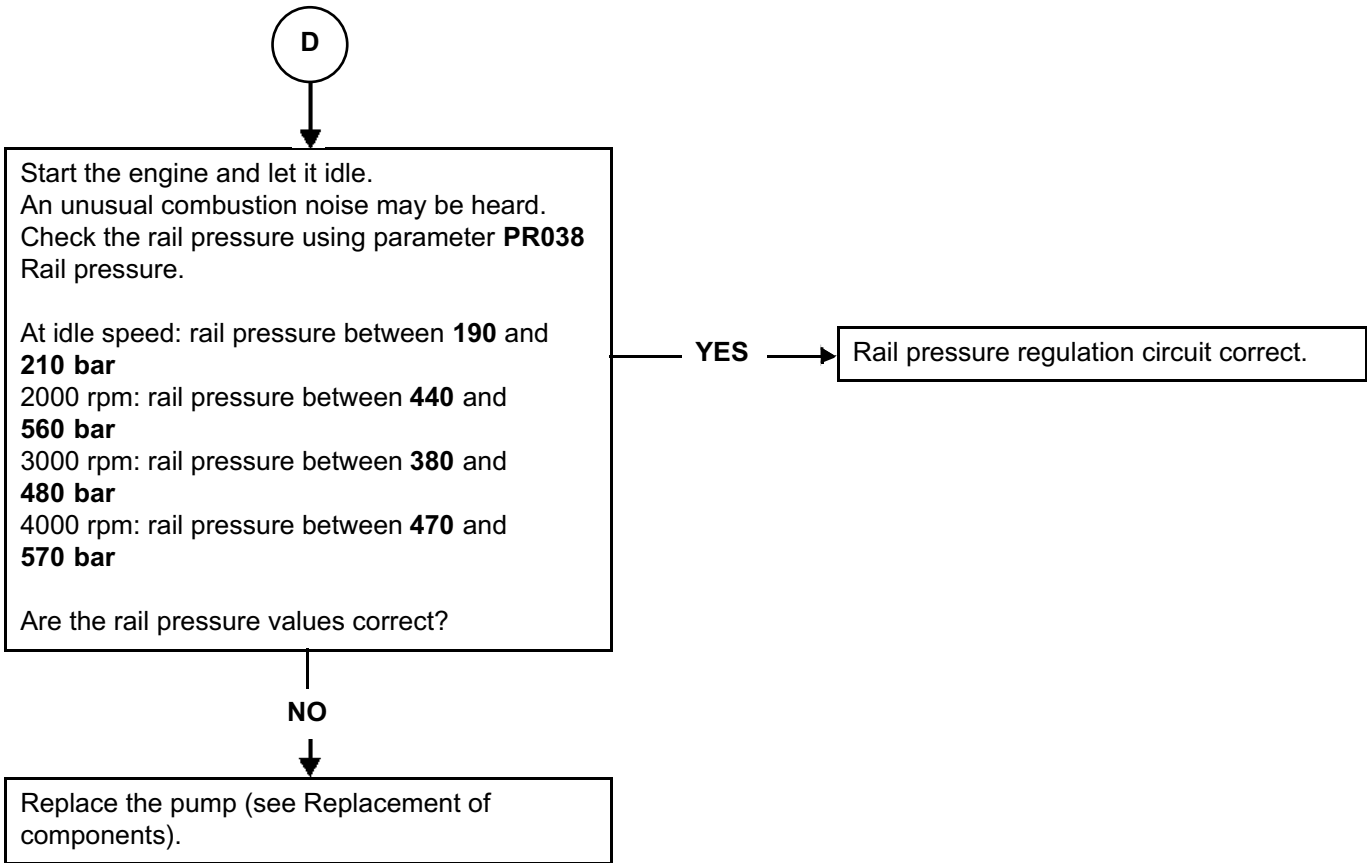 D
Start the engine and let it idle.
An unusual combustion noise may be heard.
Check the rail pressure using parameter PR038
Rail pressure.
At idle speed: rail pressure between 190 and
210 bar
2000 rpm: rail pressure between 440 and
560 bar
3000 rpm: rail pressure between 380 and
480 bar
4000 rpm: rail pressure between 470 and
570 bar
Are the rail pressure values correct?
YES
Rail pressure regulation circuit correct.
NO
Replace the pump (see Replacement of
components).